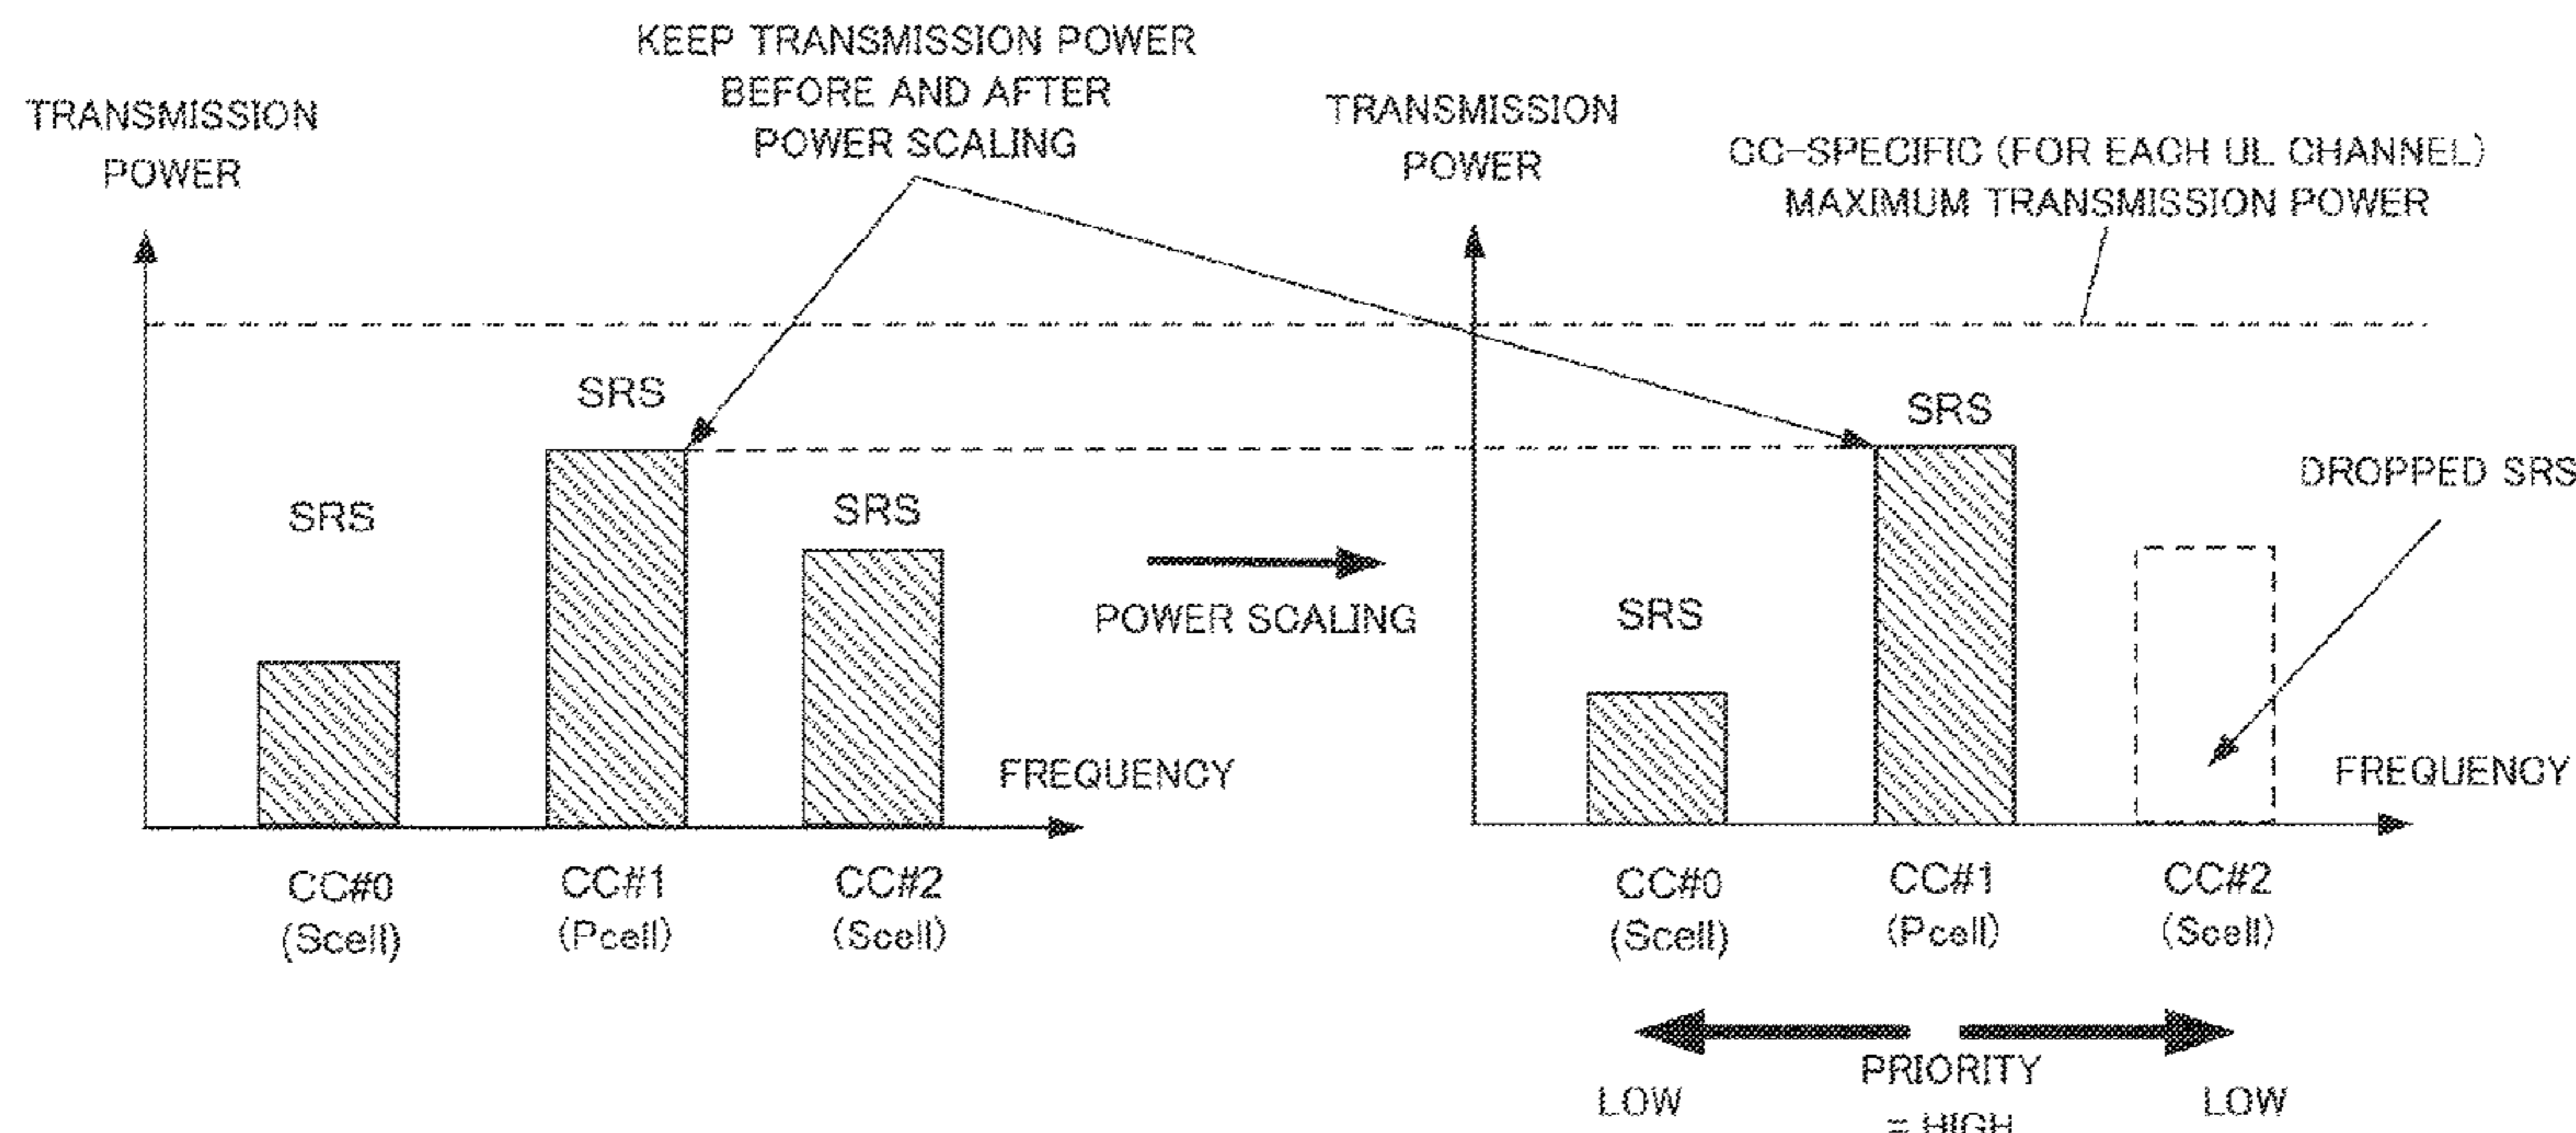 KEEP TRANSMISSION POWER
BEFORE AND AFTER
POWER SCALING
TRANSMISSION
POWER
TRANSMISSION
POWER
CC-SPECIFIC (FOR EACH UL CHANNEL)
MAXIMUM TRANSMISSION POWER
SRS
SRS
SRS
SRS
SRS
DROPPED SRS
POWER SCALING
FREQUENCY
FREQUENCY
CC#0
(Scell)
CC#1
(Pcell)
CC#2
(Scell)
CC#0
(Scell)
CC#1
(Pcell)
CC#2
(Scell)
LOW
PRIORITY
= HIGH
LOW